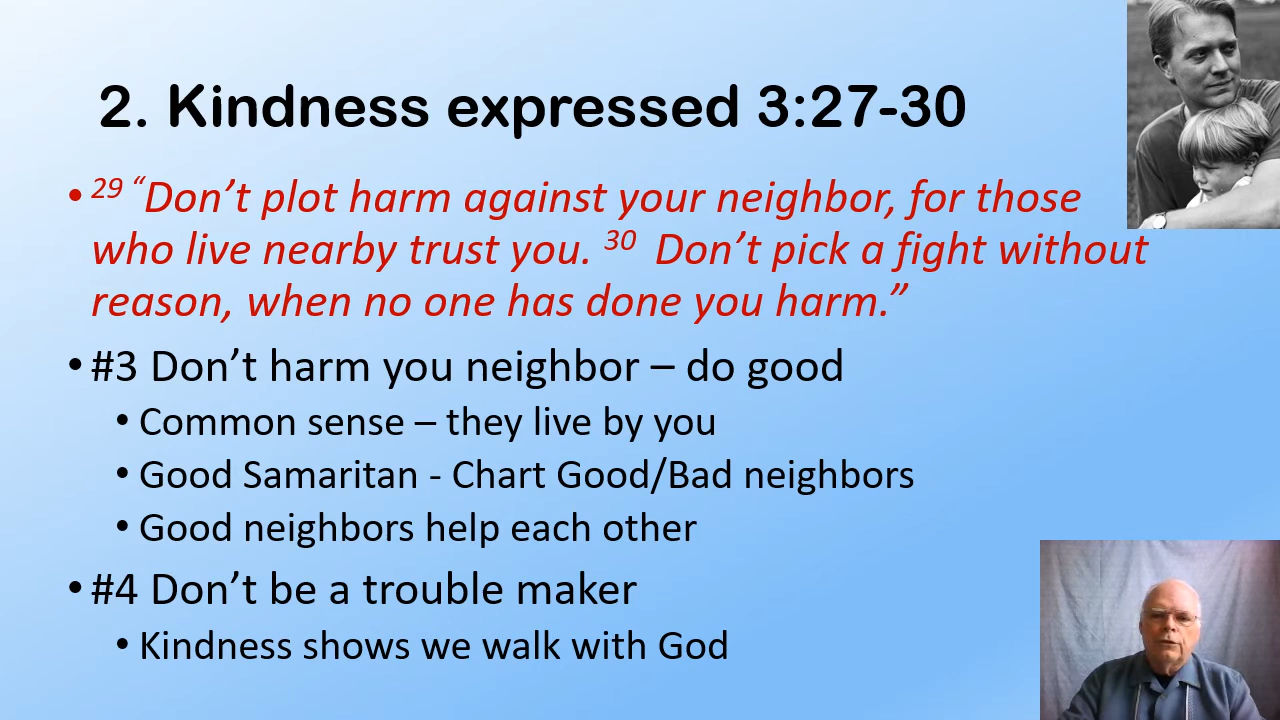 2. Kindness expressed 3:27-30
• 29 “Don’t plot harm against your neighbor, for those
who live nearby trust you. 30 Don’t pick a fight without
reason, when no one has done you harm.”
• #3 Don’t harm you neighbor – do good
• Common sense – they live by you
• Good Samaritan - Chart Good/Bad neighbors
• Good neighbors help each other
• #4 Don’t be a trouble maker
• Kindness shows we walk with God